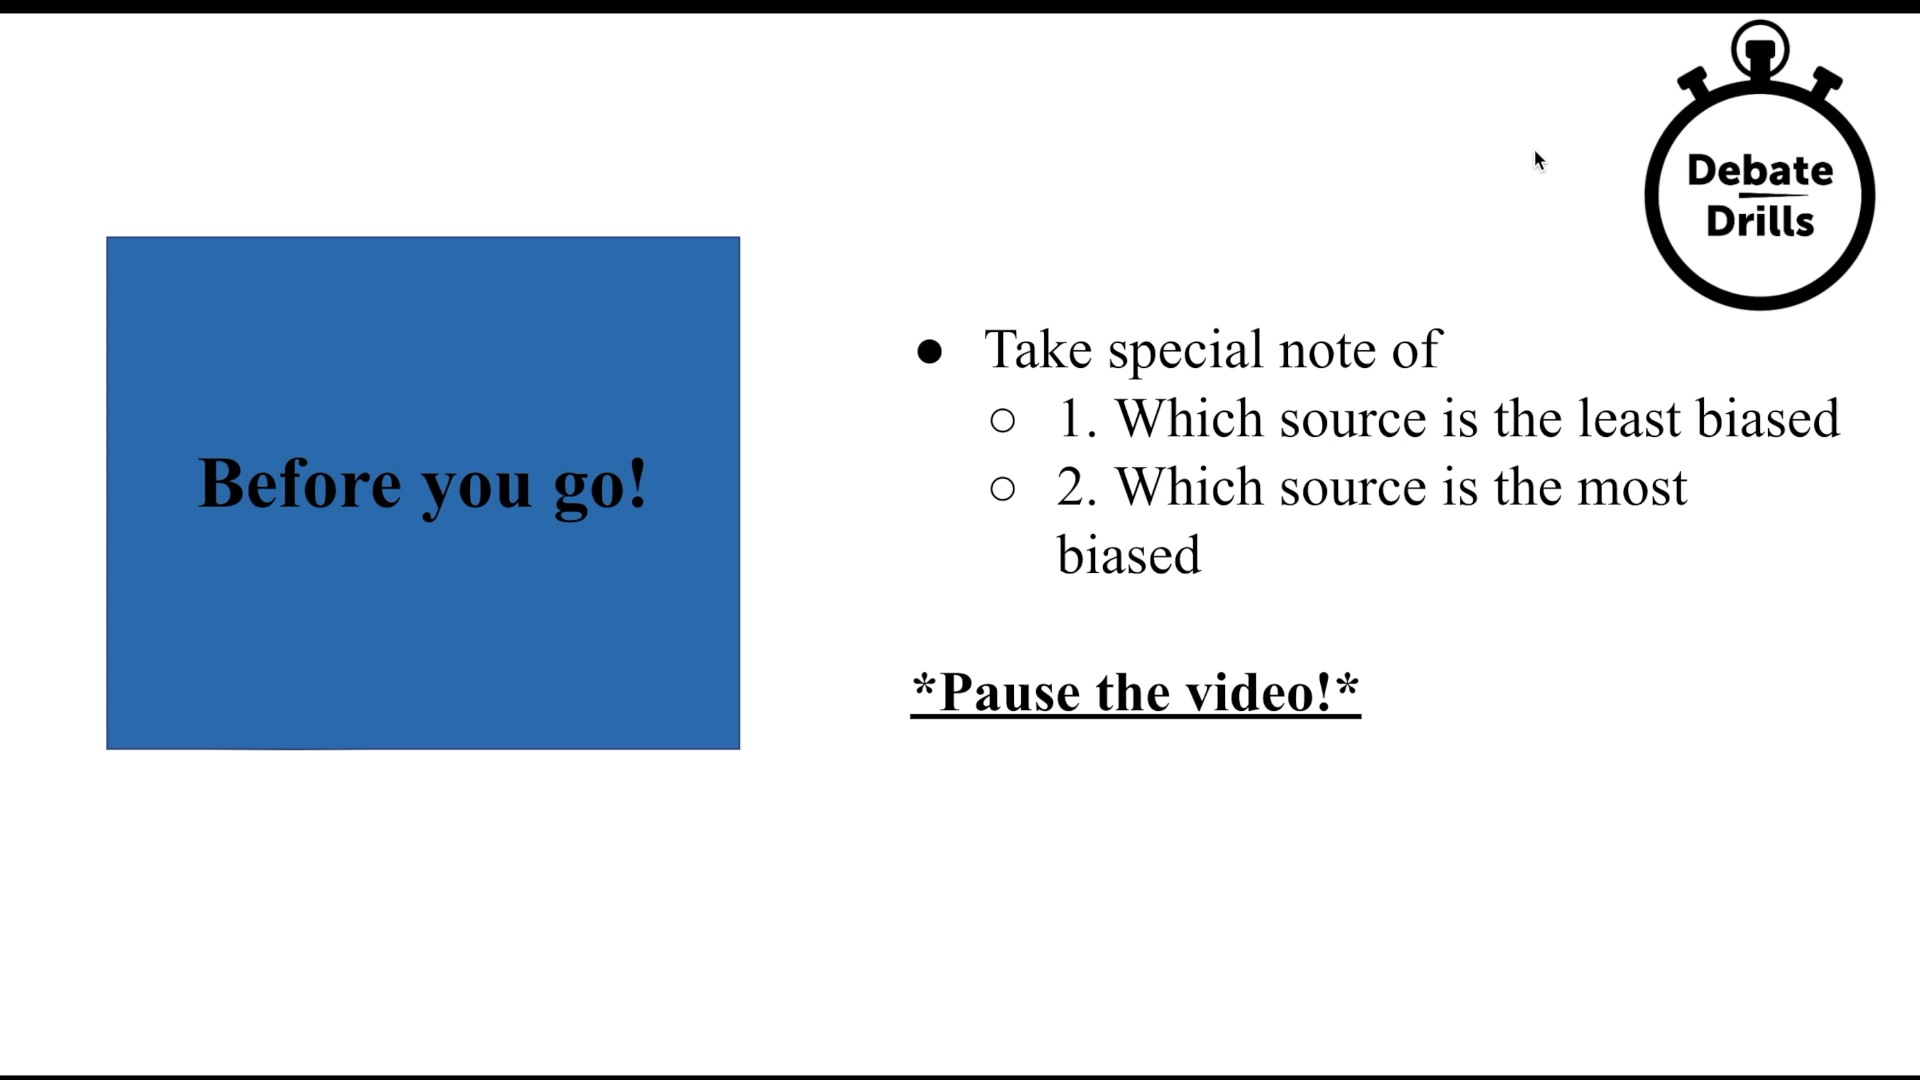 Debate
Drills
Before you go!
● Take special note of
○ 1. Which source is the least biased
○ 2. Which source is the most
biased
*Pause the video!*